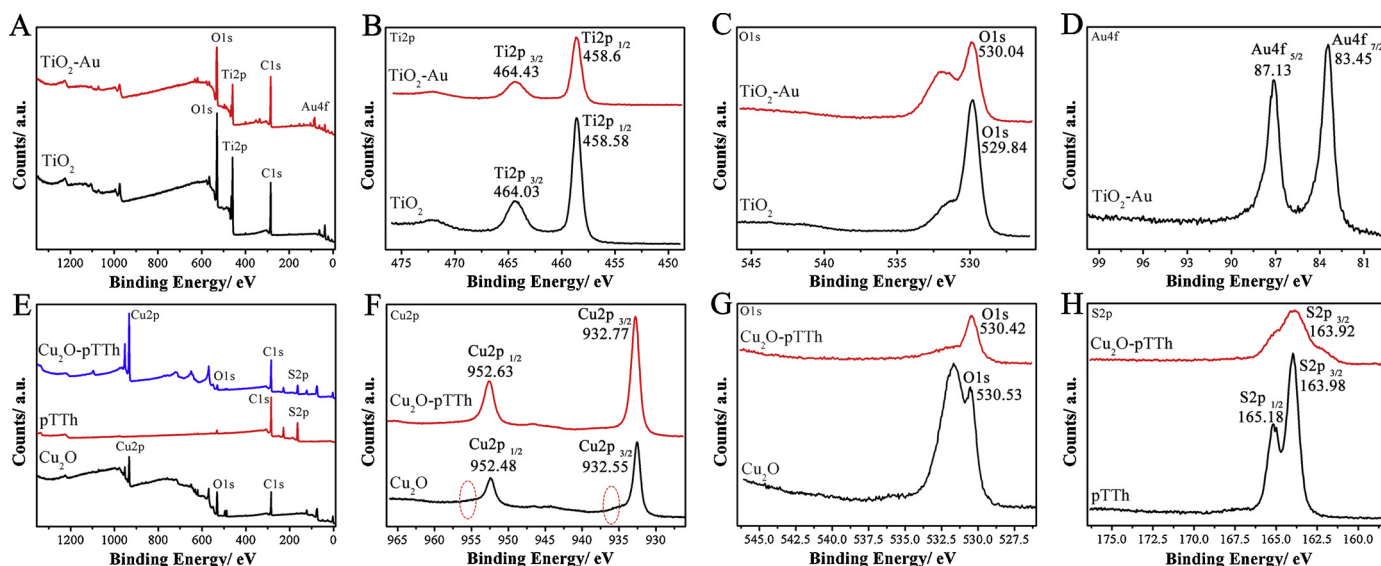 A
O1s
TiO2-Au
Ti2p
C1s
Au4f
O1s
Ti2p
C1s
TiO2
Counts/ a.u.
1200 1000 800 600 400 200 0
Binding Energy/ eV
B
Ti2p
Ti2p 1/2
458.6
Ti2p 3/2
464.43
TiO2-Au
Ti2p 1/2
458.58
Ti2p 3/2
464.03
TiO2
Counts/ a.u.
475 470 465 460 455 450
Binding Energy/ eV
C
O1s
O1s
530.04
TiO2-Au
O1s
529.84
TiO2
Counts/ a.u.
545 540 535 530
Binding Energy/ eV
D
Au4f
Au4f 7/2
83.45
Au4f 5/2
87.13
TiO2-Au
Counts/ a.u.
99 96 93 90 87 84 81
Binding Energy/ eV
E
Cu2p
Cu2O-pTTh
C1s
O1s
S2p
C1s
pTTh
S2p
Cu2p
Cu2O
O1s
C1s
Counts/ a.u.
1200 1000 800 600 400 200 0
Binding Energy/ eV
F
Cu2p
Cu2p 3/2
932.77
Cu2p 1/2
952.63
Cu2O-pTTh
Cu2p 1/2
952.48
Cu2p 3/2
932.55
Cu2O
Counts/ a.u.
965 960 955 950 945 940 935 930
Binding Energy/ eV
G
O1s
O1s
530.42
Cu2O-pTTh
O1s
530.53
Cu2O
Counts/ a.u.
545.0 542.5 540.0 537.5 535.0 532.5 530.0 527.5
Binding Energy/ eV
H
S2p
S2p 3/2
163.92
Cu2O-pTTh
S2p 3/2
163.98
S2p 1/2
165.18
pTTh
Counts/ a.u.
175.0 172.5 170.0 167.5 165.0 162.5 160.0
Binding Energy/ eV